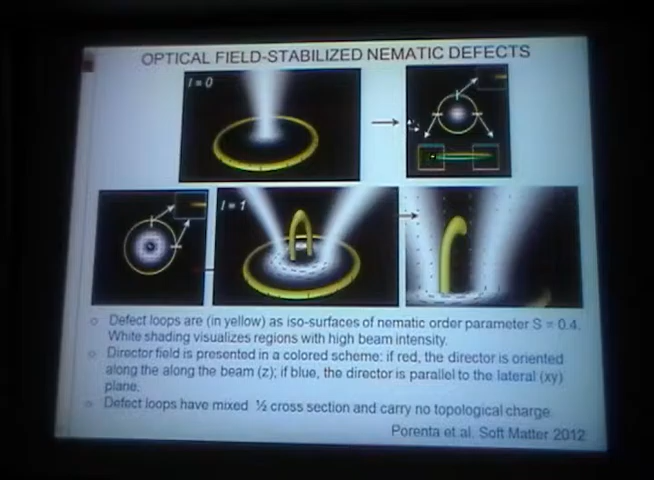 OPTICAL FIELD-STABILIZED NEMATIC DEFECTS
l = 0
l = 1
Defect loops are (in yellow) as iso-surfaces of nematic order parameter S = 0.4.
White shading visualizes regions with high beam intensity.
Director field is presented in a colored scheme: if red, the director is oriented
along the along the beam (z); if blue, the director is parallel to the lateral (xy)
plane.
Defect loops have mixed ½ cross section and carry no topological charge
Porenta et al. Soft Matter 2012